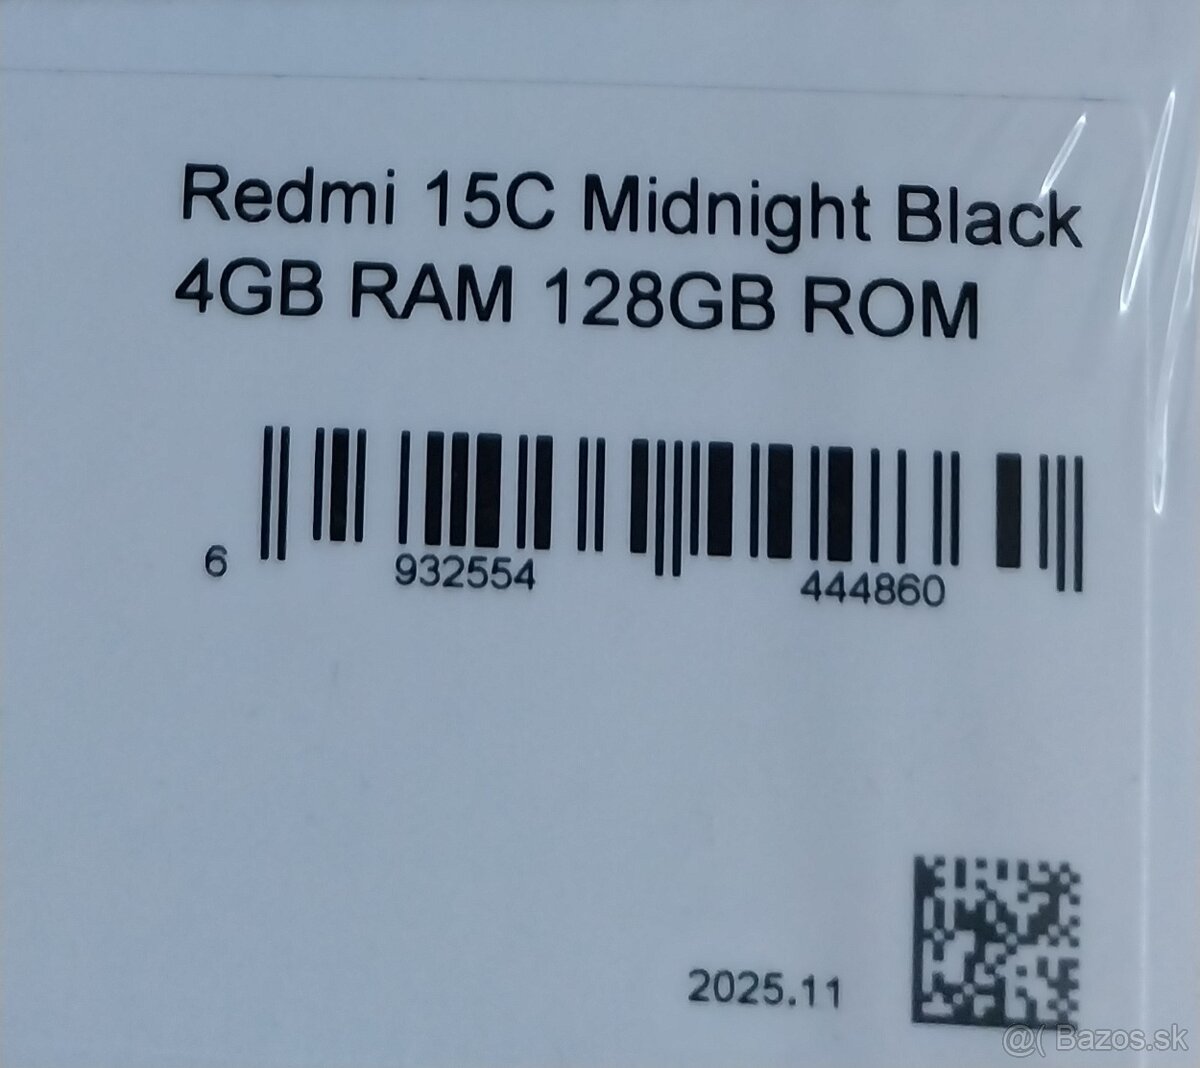 Redmi 15C Midnight Black
4GB RAM 128GB ROM
6 932554 444860
2025.11
@( Bazos.sk